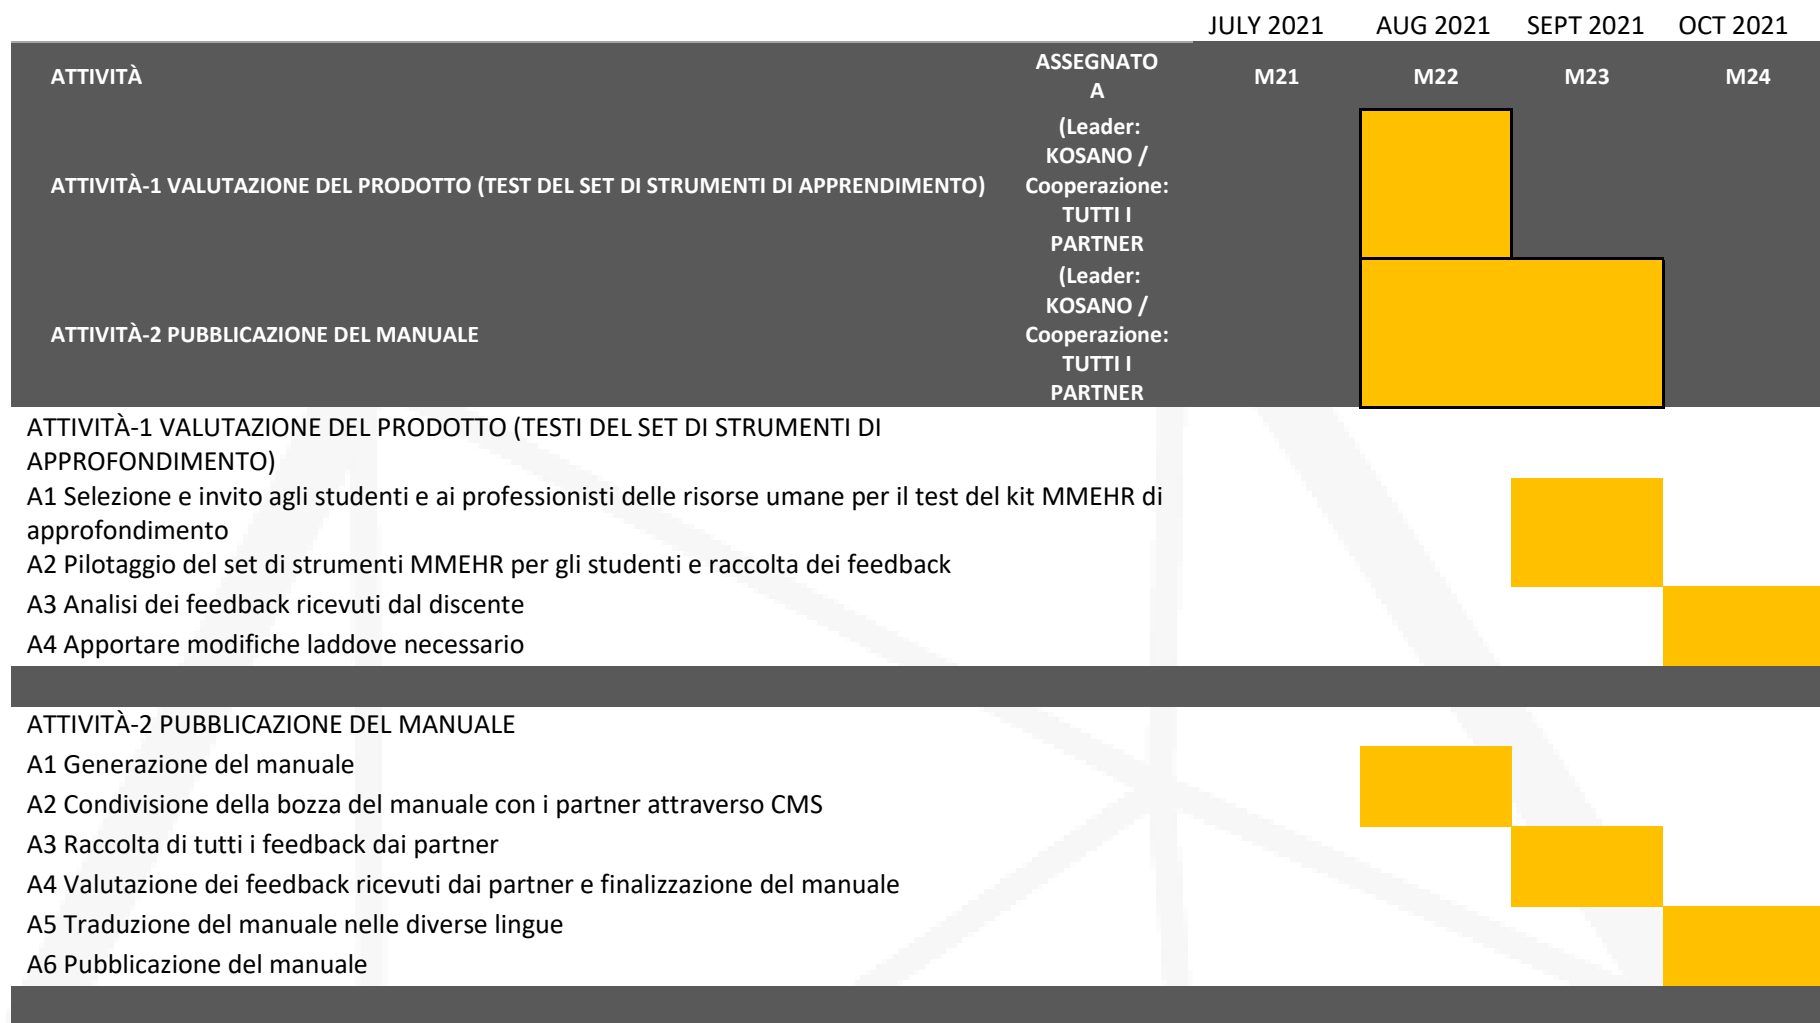 JULY 2021 AUG 2021 SEPT 2021 OCT 2021
ATTIVITÀ ASSEGNATO A M21 M22 M23 M24
ATTIVITÀ-1 VALUTAZIONE DEL PRODOTTO (TEST DEL SET DI STRUMENTI DI APPRENDIMENTO)
(Leader:
KOSANO /
Cooperazione:
TUTTI I
PARTNER
ATTIVITÀ-2 PUBBLICAZIONE DEL MANUALE
(Leader:
KOSANO /
Cooperazione:
TUTTI I
PARTNER
ATTIVITÀ-1 VALUTAZIONE DEL PRODOTTO (TESTI DEL SET DI STRUMENTI DI
APPROFONDIMENTO)
A1 Selezione e invito agli studenti e ai professionisti delle risorse umane per il test del kit MMEHR di
approfondimento
A2 Pilotaggio del set di strumenti MMEHR per gli studenti e raccolta dei feedback
A3 Analisi dei feedback ricevuti dal discente
A4 Apportare modifiche laddove necessario
ATTIVITÀ-2 PUBBLICAZIONE DEL MANUALE
A1 Generazione del manuale
A2 Condivisione della bozza del manuale con i partner attraverso CMS
A3 Raccolta di tutti i feedback dai partner
A4 Valutazione dei feedback ricevuti dai partner e finalizzazione del manuale
A5 Traduzione del manuale nelle diverse lingue
A6 Pubblicazione del manuale